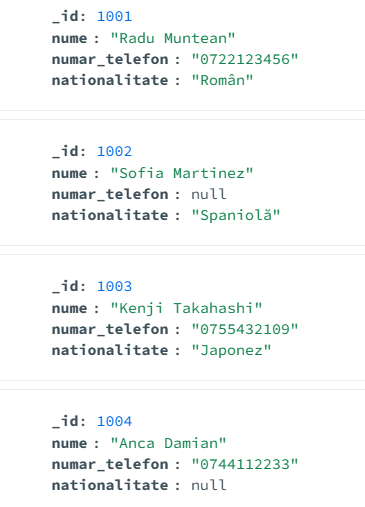 _id: 1001
nume : "Radu Muntean"
numar_telefon : "0722123456"
nationalitate : "Român"
_id: 1002
nume : "Sofia Martinez"
numar_telefon : null
nationalitate : "Spaniolă"
_id: 1003
nume : "Kenji Takahashi"
numar_telefon : "0755432109"
nationalitate : "Japonez"
_id: 1004
nume : "Anca Damian"
numar_telefon : "0744112233"
nationalitate : null